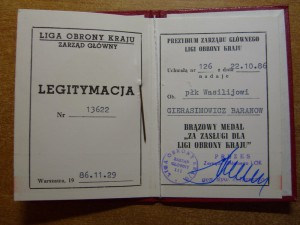 LIGA OBRONY KRAJU
ZARZĄD GŁÓWNY
LEGITYMACJA
Nr 13622
Warszawa, 19 86.11.29
PREZYDIUM ZARZĄDU GŁÓWNEGO
LIGI OBRONY KRAJU
Uchwałą nr 126 z dnia 22.10.86
nadaje
Ob. płk Wasilijowi
GIERASIMOWICZ BARANOW
BRĄZOWY MEDAL
„ZA ZASŁUGI DLA
LIGI OBRONY KRAJU"
PREZES